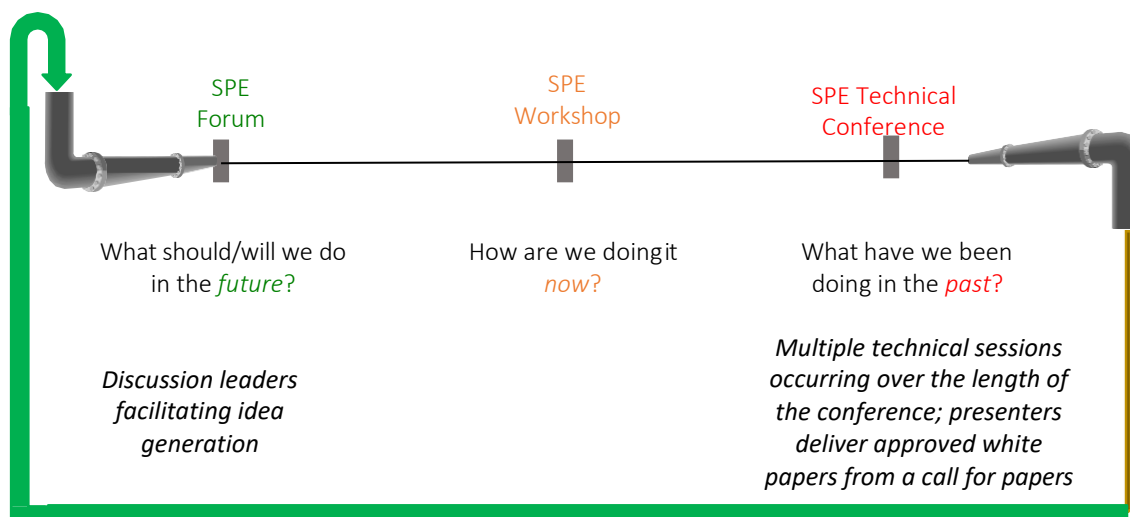 SPE
Forum
SPE
Workshop
SPE Technical
Conference
What should/will we do
in the future?
How are we doing it
now?
What have we been
doing in the past?
Discussion leaders
facilitating idea
generation
Multiple technical sessions
occurring over the length of
the conference; presenters
deliver approved white
papers from a call for papers